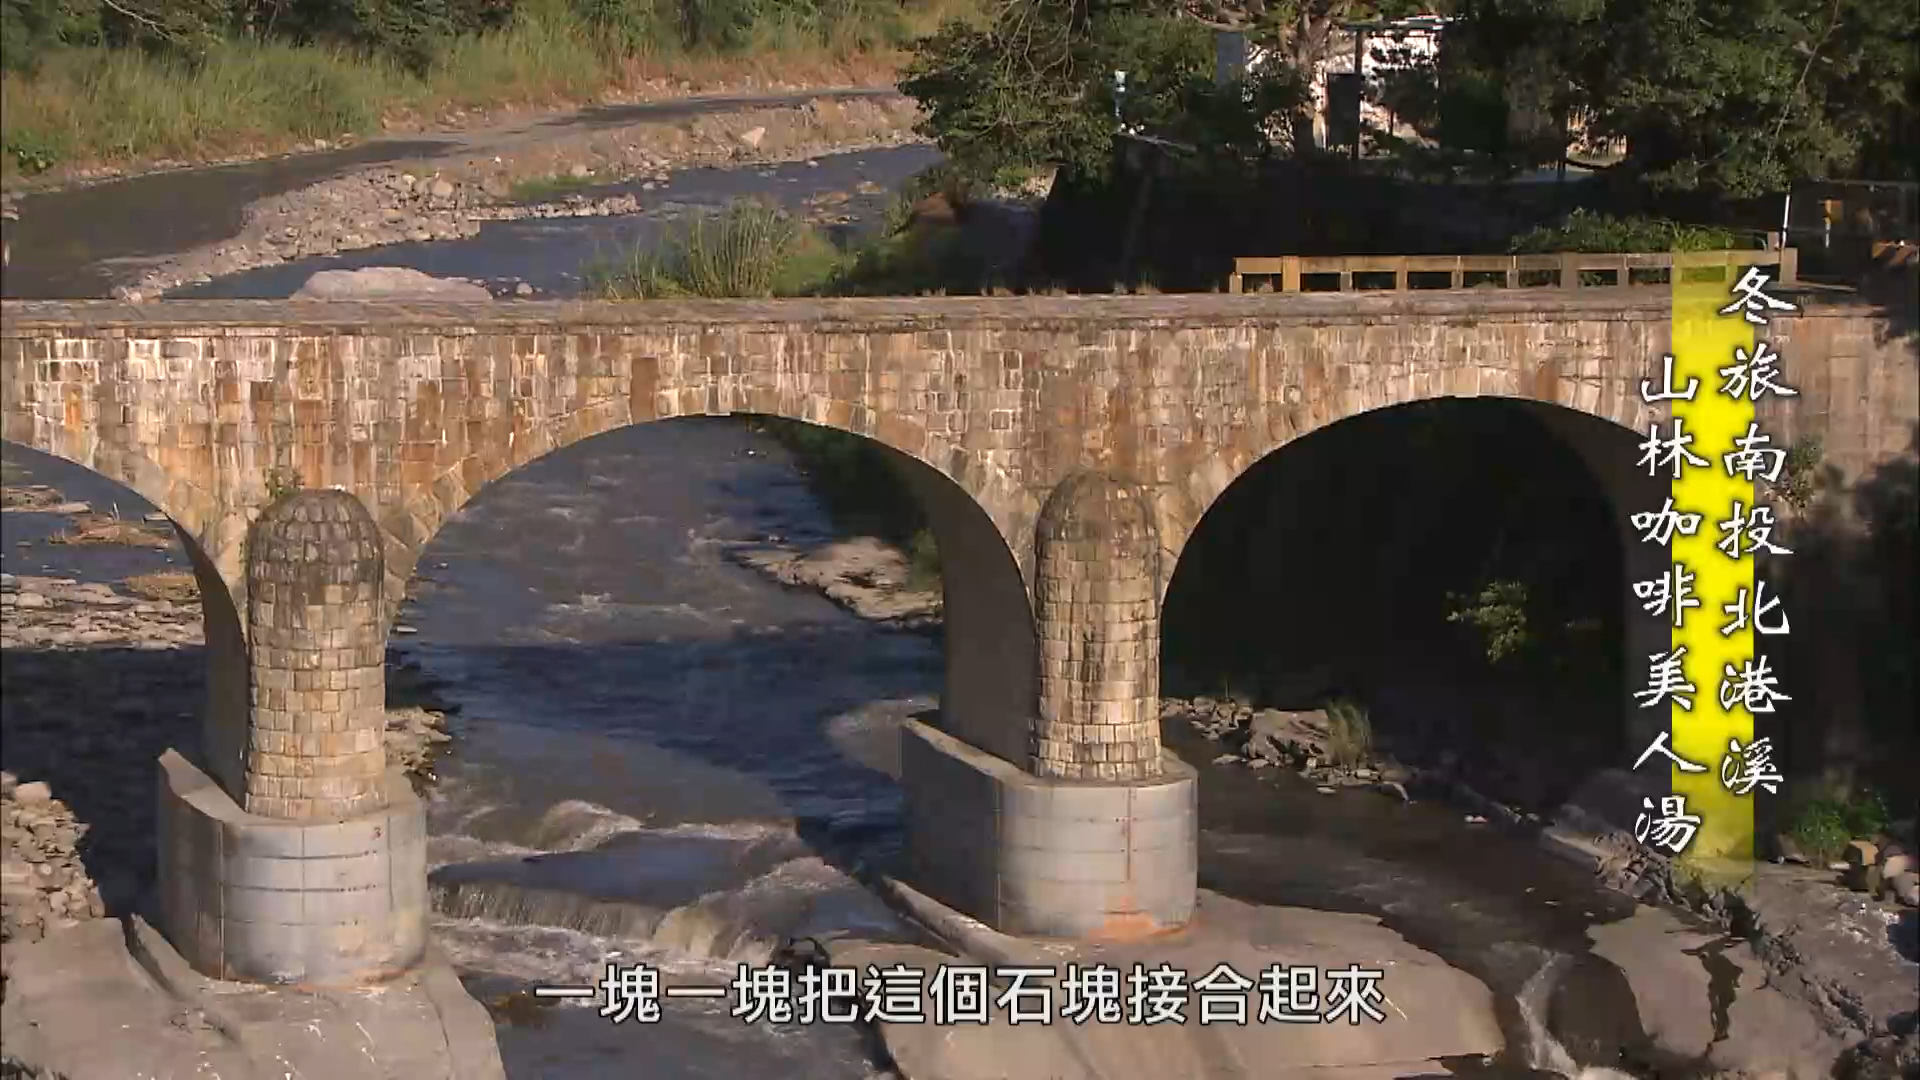 冬旅南投北港溪
山林咖啡美人湯
一塊一塊把這個石塊接合起來